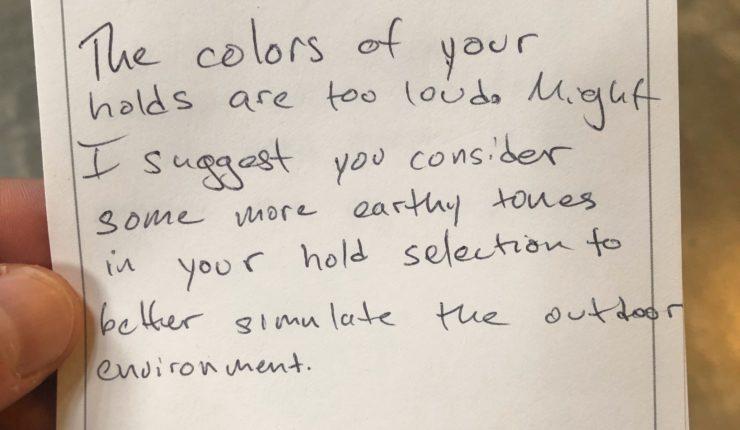 The colors of your
holds are too loud. Might
I suggest you consider
some more earthy tones
in your hold selection to
better simulate the outdoor
environment.